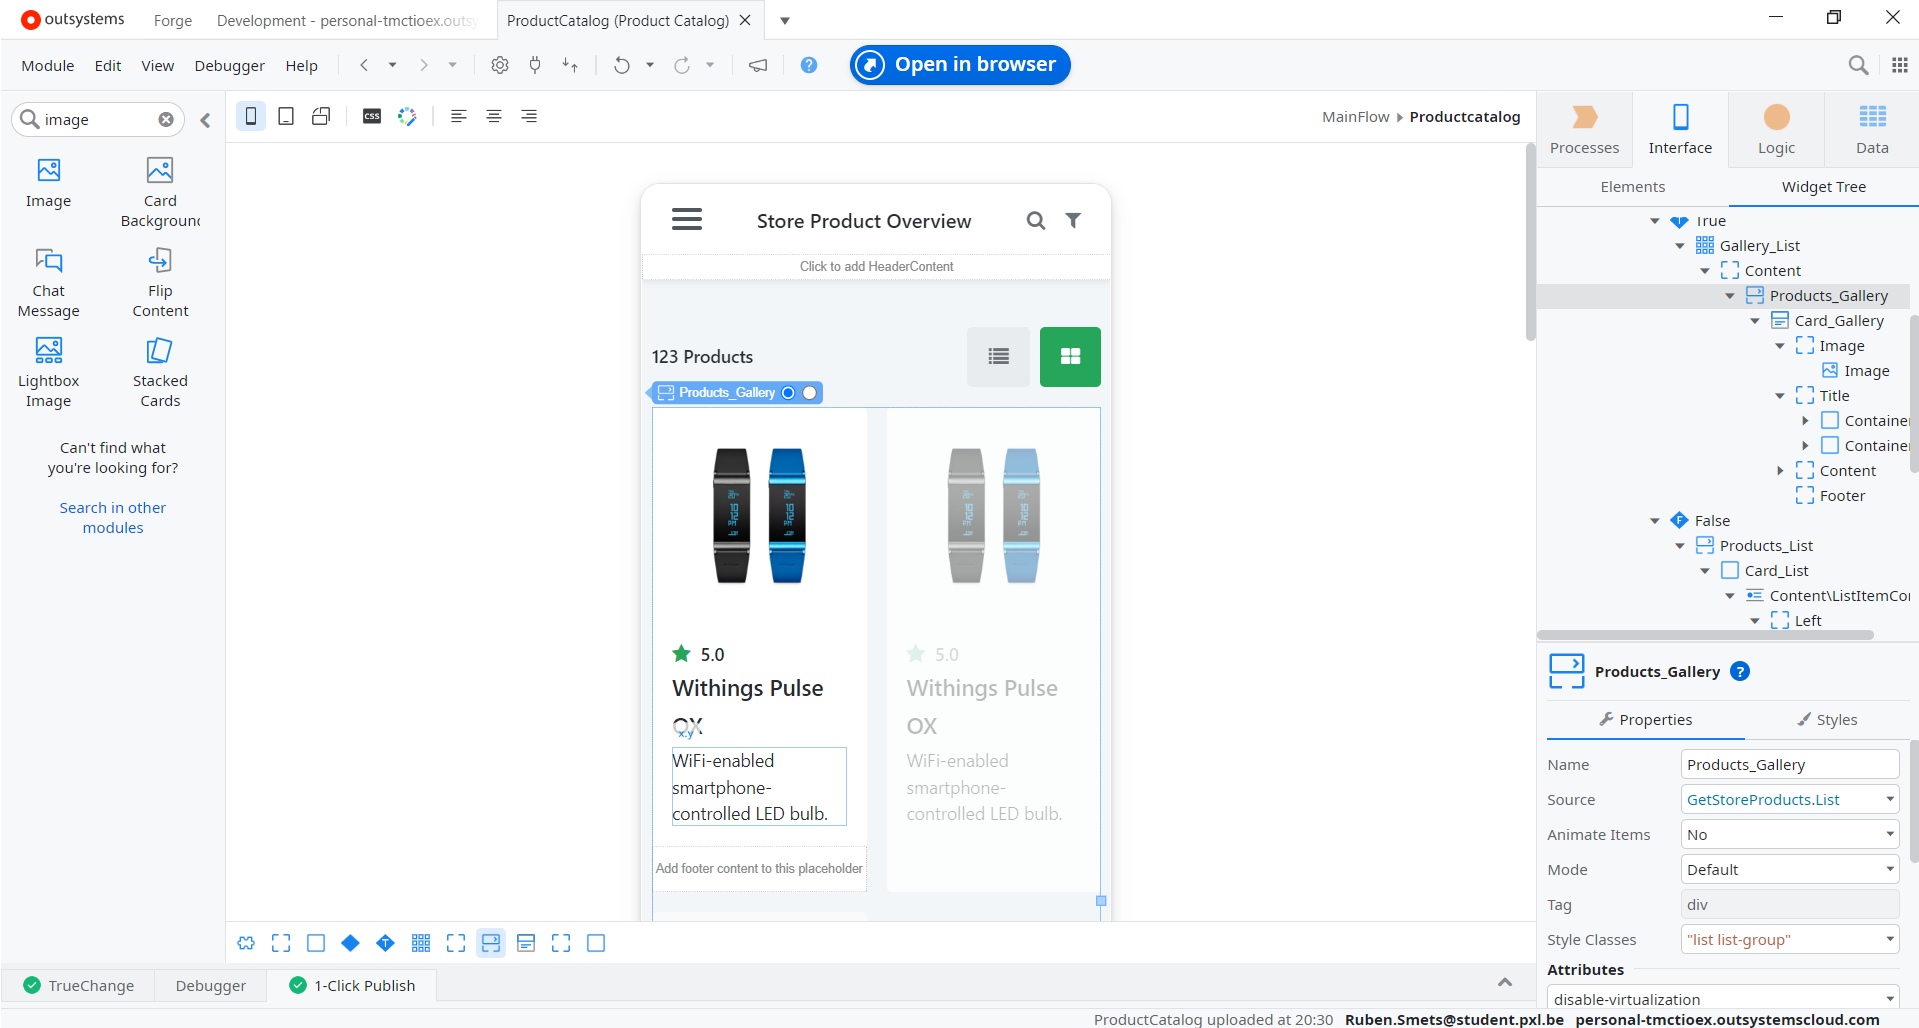 outsystems
Forge
Development - personal-tmctioex.outsy
ProductCatalog (Product Catalog)
Module
Edit
View
Debugger
Help
Open in browser
image
Image
Card
Backgroun
Chat
Message
Flip
Content
Lightbox
Image
Stacked
Cards
Can't find what
you're looking for?
Search in other
modules
CSS
MainFlow
Productcatalog
Store Product Overview
Click to add HeaderContent
123 Products
Products_Gallery
5.0
Withings Pulse
OX
x.y
WiFi-enabled
smartphone-
controlled LED bulb.
Add footer content to this placeholder
5.0
Withings Pulse
OX
WiFi-enabled
smartphone-
controlled LED bulb.
TrueChange
Debugger
1-Click Publish
Processes
Interface
Logic
Data
Elements
Widget Tree
True
Gallery_List
Content
Products_Gallery
Card_Gallery
Image
Image
Title
Containe
Containe
Content
Footer
False
Products_List
Card_List
Content\ListItemCo
Left
Products_Gallery
Properties
Styles
Name
Products_Gallery
Source
GetStoreProducts.List
Animate Items
No
Mode
Default
Tag
div
Style Classes
"list list-group"
Attributes
disable-virtualization
ProductCatalog uploaded at 20:30
Ruben.Smets@student.pxl.be
personal-tmctioex.outsystemscloud.com